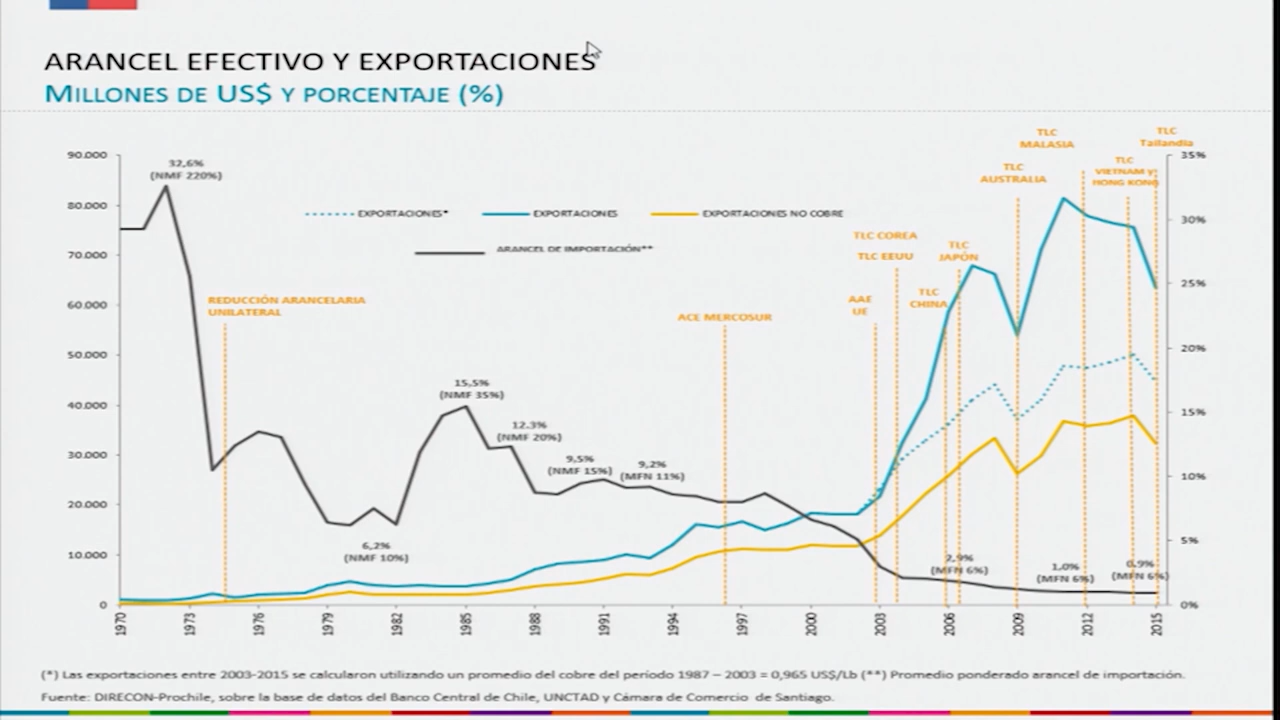 ARANCEL EFECTIVO Y EXPORTACIONES
MILLONES DE US$ Y PORCENTAJE (%)
TLC
MALASIA
TLC
Tailandia
TLC
AUSTRALIA
TLC
VIETNAM y
HONG KONG
90.000
80.000
70.000
60.000
50.000
40.000
30.000
20.000
10.000
0
35%
30%
25%
20%
15%
10%
5%
0%
32,6%
(NMF 220%)
EXPORTACIONES*
EXPORTACIONES
EXPORTACIONES NO COBRE
ARANCEL DE IMPORTACIÓN**
TLC COREA
TLC EEUU
TLC
JAPÓN
TLC
CHINA
AAE
UE
REDUCCIÓN ARANCELARIA
UNILATERAL
ACE MERCOSUR
15,5%
(NMF 35%)
12.3%
(NMF 20%)
9,5%
(NMF 15%)
9,2%
(MFN 11%)
6,2%
(NMF 10%)
2,9%
(MFN 6%)
1,0%
(MFN 6%)
0,9%
(MFN 6%)
1970
1973
1976
1979
1982
1985
1988
1991
1994
1997
2000
2003
2006
2009
2012
2015
(*) Las exportaciones entre 2003-2015 se calcularon utilizando un promedio del cobre del período 1987 – 2003 = 0,965 US$/Lb (**) Promedio ponderado arancel de importación.
Fuente: DIRECON-Prochile, sobre la base de datos del Banco Central de Chile, UNCTAD y Cámara de Comercio de Santiago.